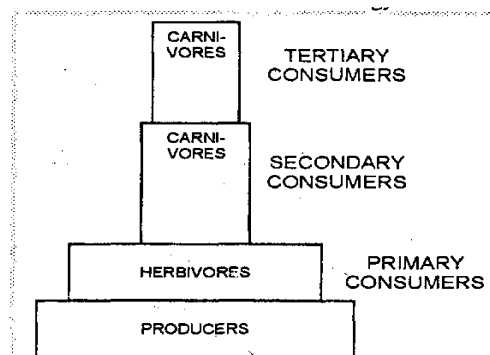 CARNI-
VORES
TERTIARY
CONSUMERS
CARNI-
VORES
SECONDARY
CONSUMERS
HERBIVORES
PRIMARY
CONSUMERS
PRODUCERS